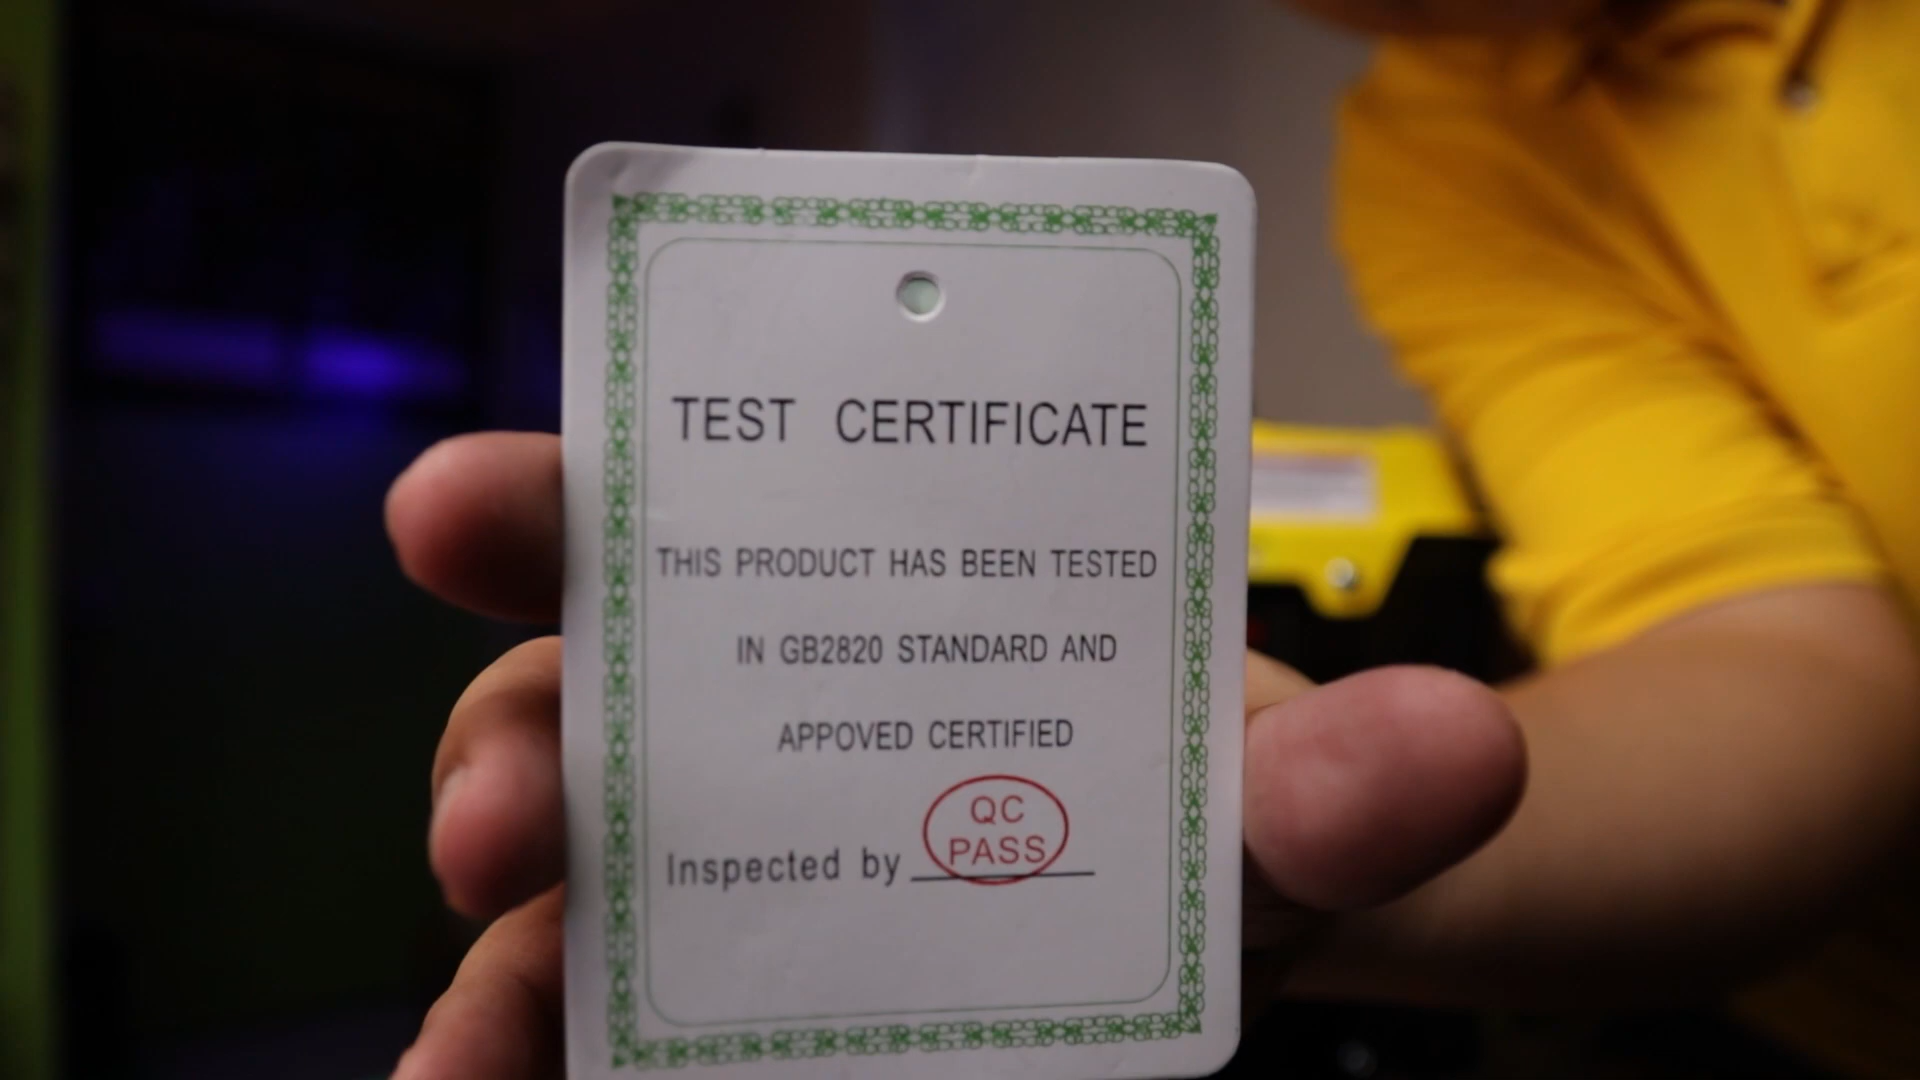 TEST CERTIFICATE
THIS PRODUCT HAS BEEN TESTED
IN GB2820 STANDARD AND
APPOVED CERTIFIED
QC
PASS
Inspected by